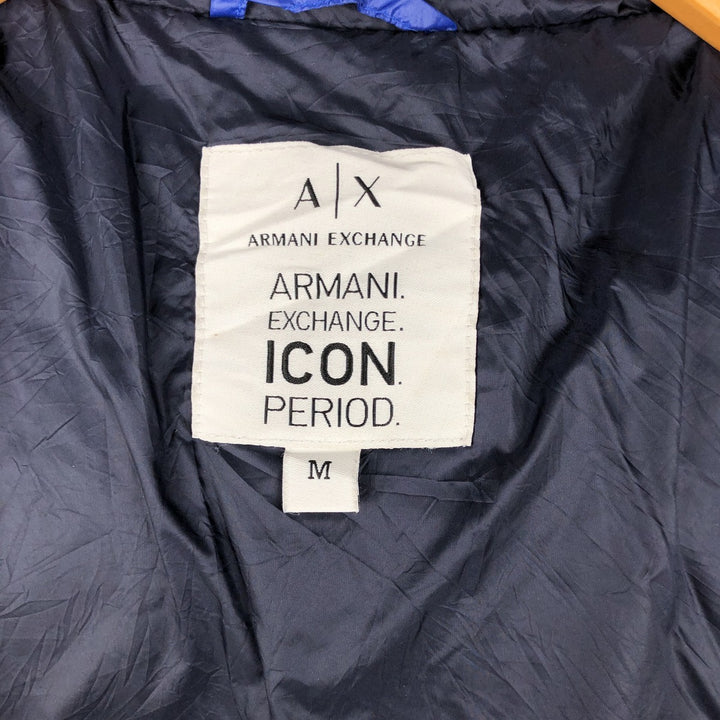 A|X
ARMANI EXCHANGE
ARMANI.
EXCHANGE.
ICON.
PERIOD.
M